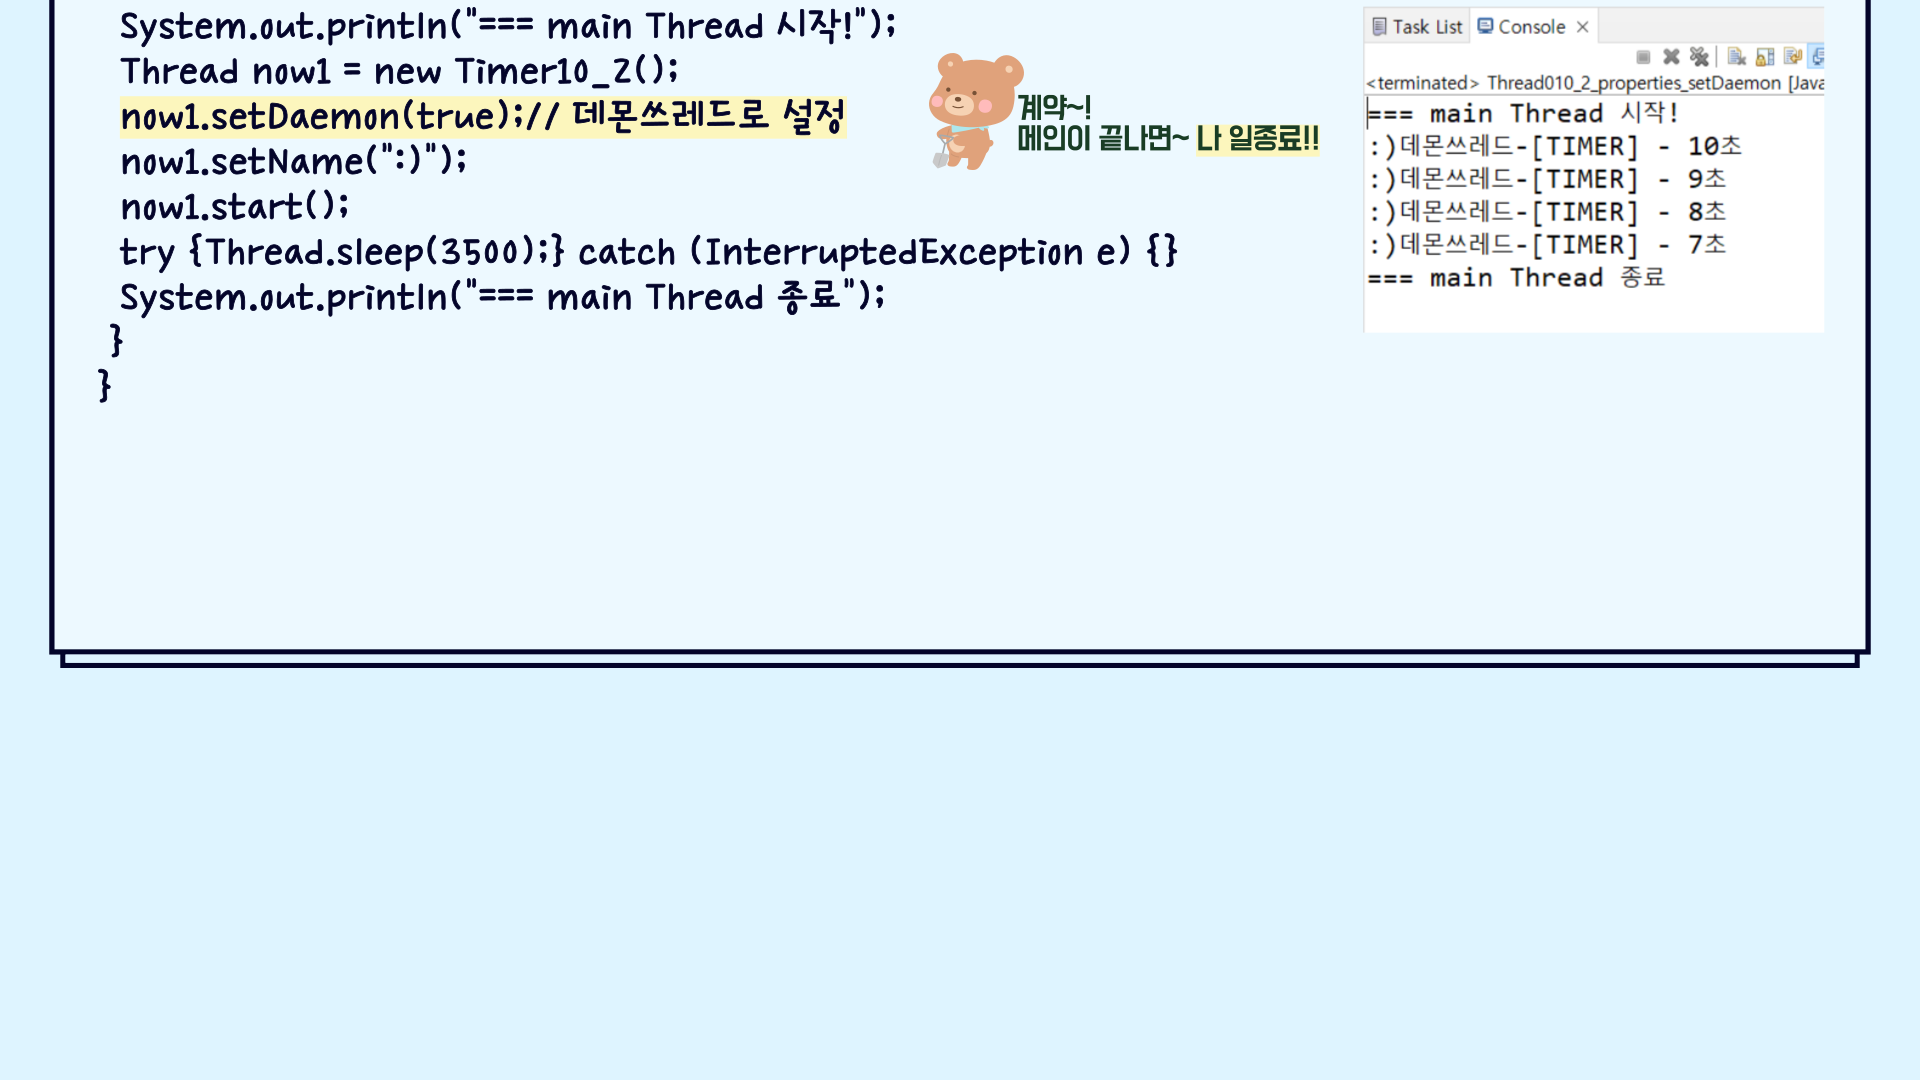 System.out.println("=== main Thread 시작!");
Thread now1 = new Timer10_2();
now1.setDaemon(true);// 데몬쓰레드로 설정
now1.setName(":)");
now1.start();
try {Thread.sleep(3500);} catch (InterruptedException e) {}
System.out.println("=== main Thread 종료");
}
}
계약~!
메인이 끝나면~ 나 일종료!!
Task List Console
<terminated> Thread010_2_properties_setDaemon [Java
=== main Thread 시작!
:)데몬쓰레드-[TIMER] - 10초
:)데몬쓰레드-[TIMER] - 9초
:)데몬쓰레드-[TIMER] - 8초
:)데몬쓰레드-[TIMER] - 7초
=== main Thread 종료